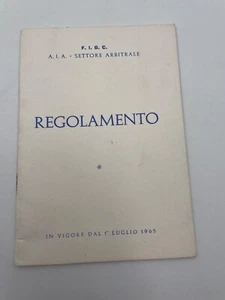 F. I. G. C.
A. I. A. - SETTORE ARBITRALE
REGOLAMENTO
IN VIGORE DAL 1° LUGLIO 1965